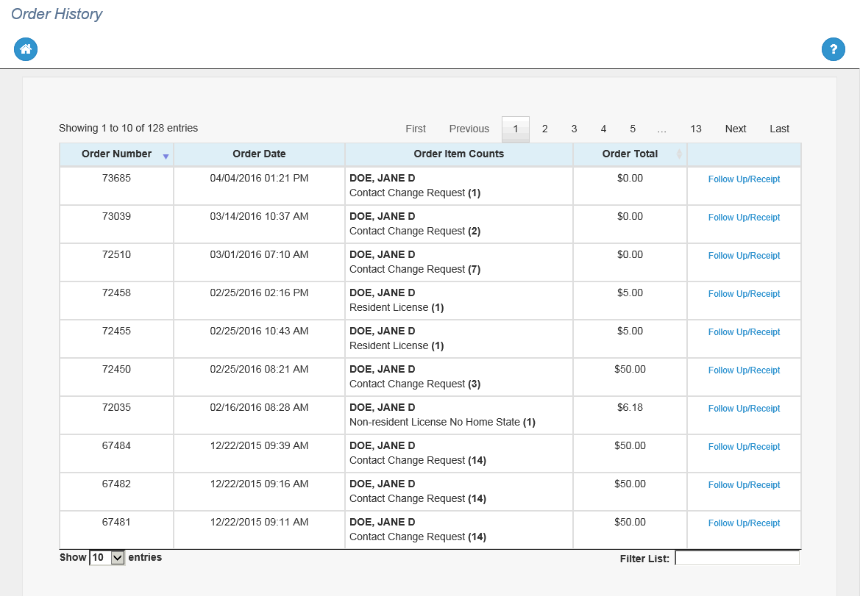 Order History
?
Showing 1 to 10 of 128 entries First Previous 1 2 3 4 5 ... 13 Next Last
Order Number Order Date Order Item Counts Order Total
73685 04/04/2016 01:21 PM DOE, JANE D $0.00 Follow Up/Receipt
Contact Change Request (1)
73039 03/14/2016 10:37 AM DOE, JANE D $0.00 Follow Up/Receipt
Contact Change Request (2)
72510 03/01/2016 07:10 AM DOE, JANE D $0.00 Follow Up/Receipt
Contact Change Request (7)
72458 02/25/2016 02:16 PM DOE, JANE D $5.00 Follow Up/Receipt
Resident License (1)
72455 02/25/2016 10:43 AM DOE, JANE D $5.00 Follow Up/Receipt
Resident License (1)
72450 02/25/2016 08:21 AM DOE, JANE D $50.00 Follow Up/Receipt
Contact Change Request (3)
72035 02/16/2016 08:28 AM DOE, JANE D $6.18 Follow Up/Receipt
Non-resident License No Home State (1)
67484 12/22/2015 09:39 AM DOE, JANE D $50.00 Follow Up/Receipt
Contact Change Request (14)
67482 12/22/2015 09:16 AM DOE, JANE D $50.00 Follow Up/Receipt
Contact Change Request (14)
67481 12/22/2015 09:11 AM DOE, JANE D $50.00 Follow Up/Receipt
Contact Change Request (14)
Show 10 entries Filter List: